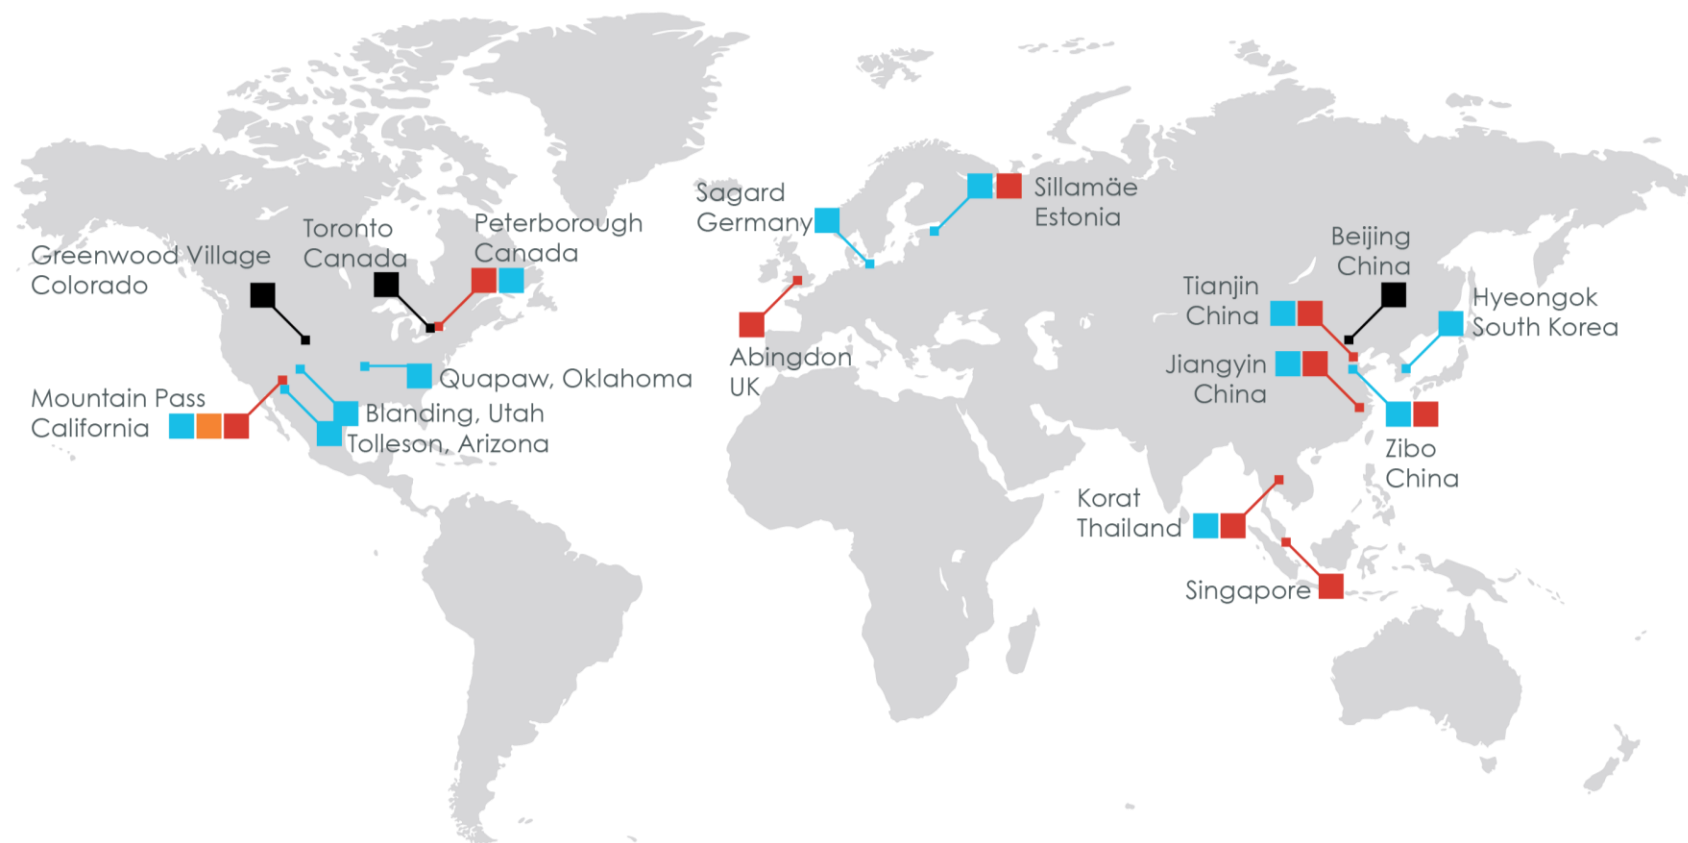 Greenwood Village
Colorado
Toronto
Canada
Peterborough
Canada
Mountain Pass
California
Quapaw, Oklahoma
Blanding, Utah
Tolleson, Arizona
Sagard
Germany
Sillamäe
Estonia
Abingdon
UK
Beijing
China
Tianjin
China
Hyeongok
South Korea
Jiangyin
China
Zibo
China
Korat
Thailand
Singapore